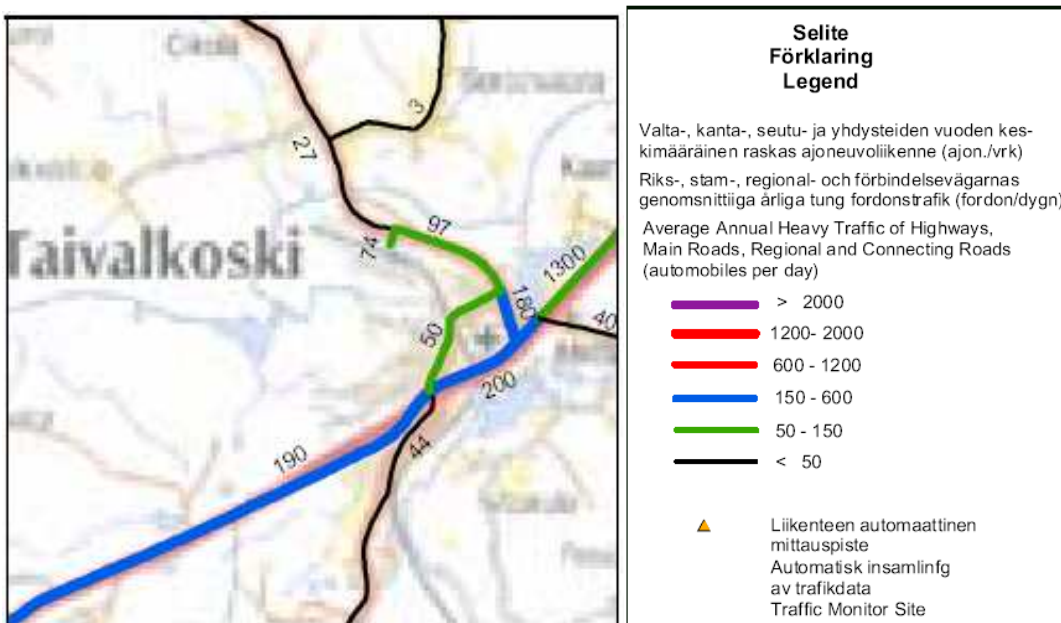 Taivalkoski
3
27
97
74
1300
180
50
40
200
44
190
Selite
Förklaring
Legend
Valta-, kanta-, seutu- ja yhdysteiden vuoden kes-
kimääräinen raskas ajoneuvoliikenne (ajon./vrk)
Riks-, stam-, regional- och förbindelsevägarnas
genomsnittiiga årliga tung fordonstrafik (fordon/dygn)
Average Annual Heavy Traffic of Highways,
Main Roads, Regional and Connecting Roads
(automobiles per day)
> 2000
1200- 2000
600 - 1200
150 - 600
50 - 150
< 50
Liikenteen automaattinen
mittauspiste
Automatisk insamlinfg
av trafikdata
Traffic Monitor Site